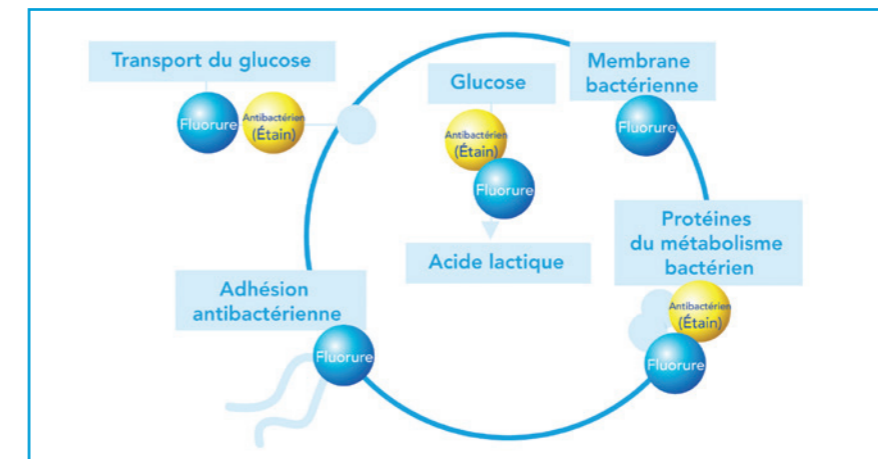 Transport du glucose
Fluorure
Antibactérien
(Étain)
Glucose
Antibactérien
(Étain)
Fluorure
Acide lactique
Membrane
bactérienne
Fluorure
Protéines
du métabolisme
bactérien
Antibactérien
(Étain)
Fluorure
Adhésion
antibactérienne
Fluorure